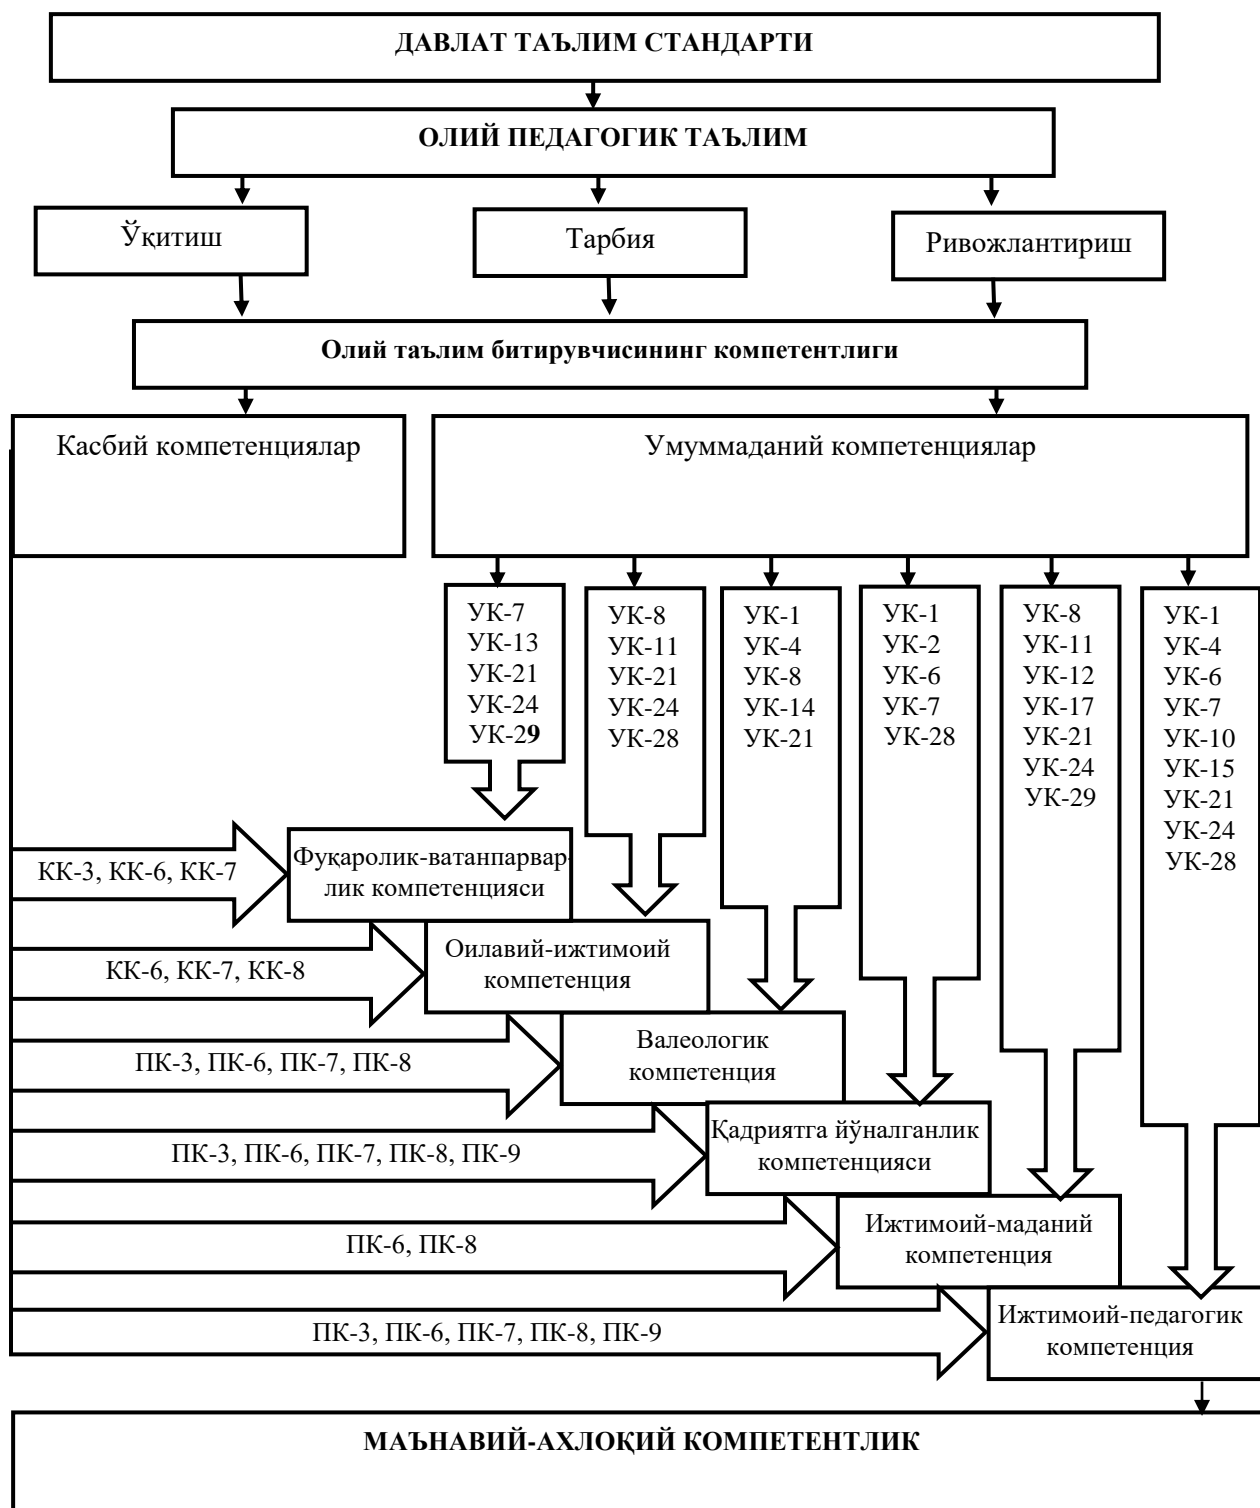 ДАВЛАТ ТАЪЛИМ СТАНДАРТИ
ОЛИЙ ПЕДАГОГИК ТАЪЛИМ
Ўқитиш
Тарбия
Ривожлантириш
Олий таълим битирувчисининг компетентлиги
Касбий компетенциялар
Умуммаданий компетенциялар
УК-7
УК-13
УК-21
УК-24
УК-29
УК-8
УК-11
УК-21
УК-24
УК-28
УК-1
УК-4
УК-8
УК-14
УК-21
УК-1
УК-2
УК-6
УК-7
УК-28
УК-8
УК-11
УК-12
УК-17
УК-21
УК-24
УК-29
УК-1
УК-4
УК-6
УК-7
УК-10
УК-15
УК-21
УК-24
УК-28
КК-3, КК-6, КК-7
Фуқаролик-ватанпарвар-
лик компетенцияси
КК-6, КК-7, КК-8
Оилавий-ижтимоий
компетенция
ПК-3, ПК-6, ПК-7, ПК-8
Валеологик
компетенция
ПК-3, ПК-6, ПК-7, ПК-8, ПК-9
Қадриятга йўналганлик
компетенцияси
ПК-6, ПК-8
Ижтимоий-маданий
компетенция
ПК-3, ПК-6, ПК-7, ПК-8, ПК-9
Ижтимоий-педагогик
компетенция
МАЪНАВИЙ-АХЛОҚИЙ КОМПЕТЕНТЛИК